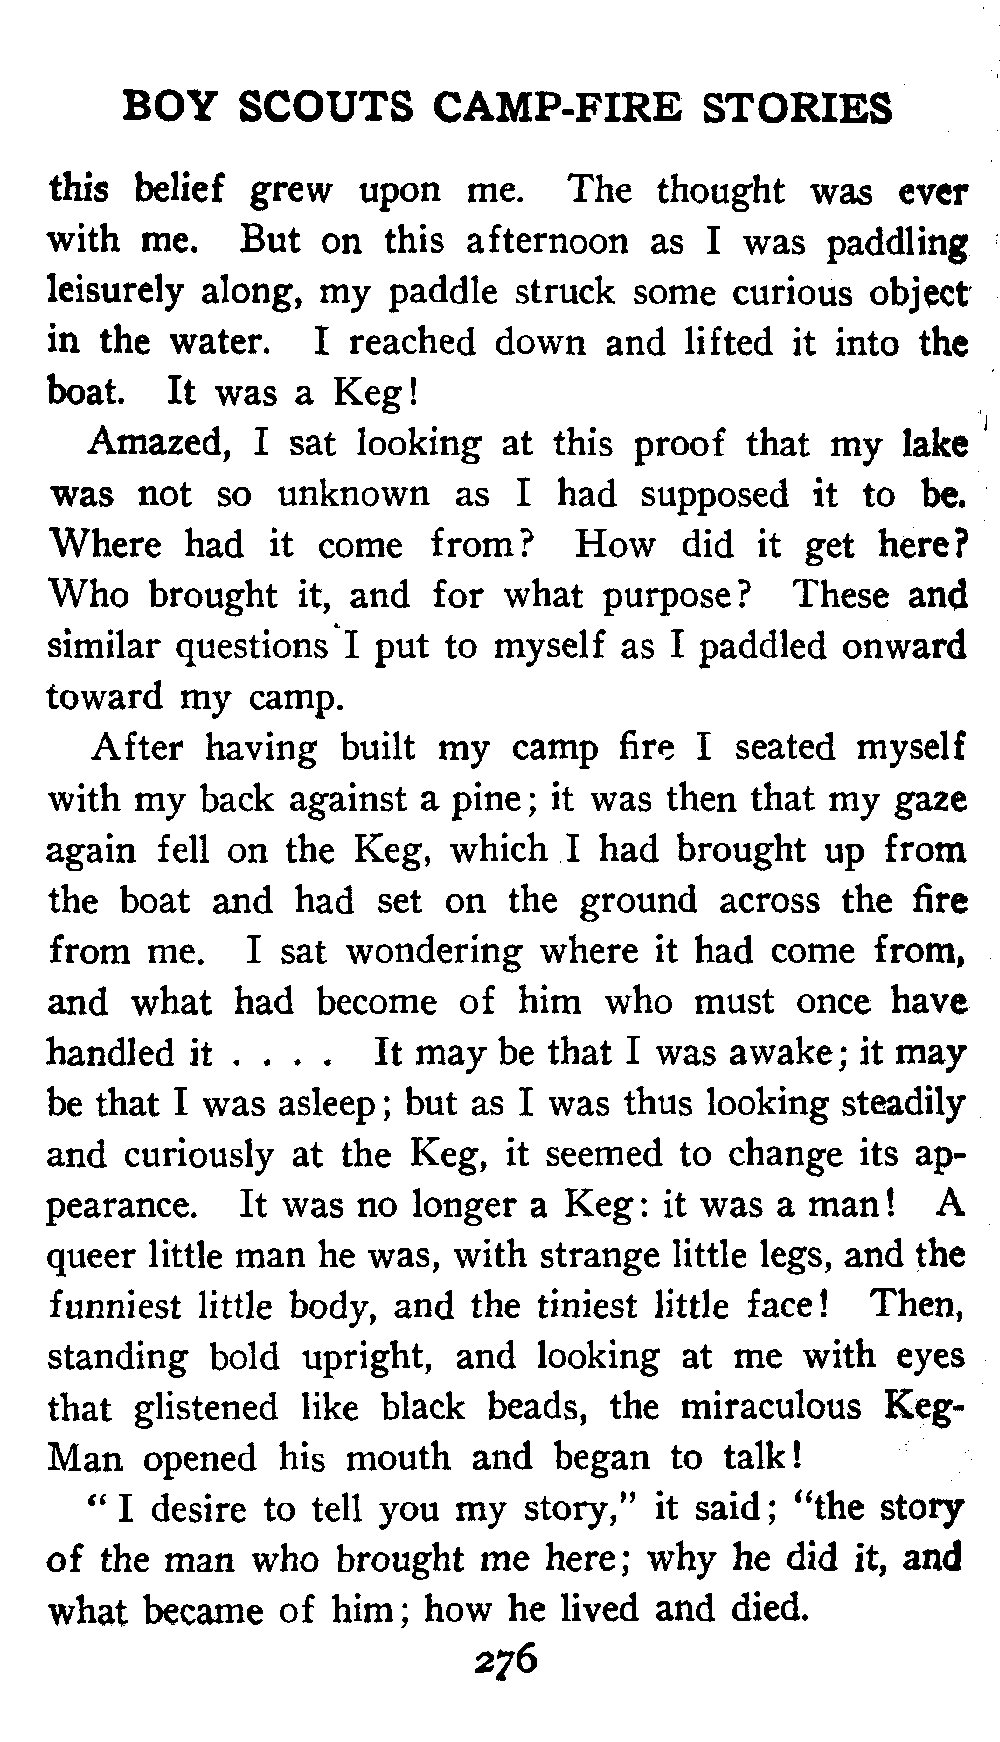 BOY SCOUTS CAMP-FIRE STORIES
this belief grew upon me. The thought was ever
with me. But on this afternoon as I was paddling
leisurely along, my paddle struck some curious object
in the water. I reached down and lifted it into the
boat. It was a Keg!
Amazed, I sat looking at this proof that my lake
was not so unknown as I had supposed it to be.
Where had it come from? How did it get here?
Who brought it, and for what purpose? These and
similar questions I put to myself as I paddled onward
toward my camp.
After having built my camp fire I seated myself
with my back against a pine; it was then that my gaze
again fell on the Keg, which I had brought up from
the boat and had set on the ground across the fire
from me. I sat wondering where it had come from,
and what had become of him who must once have
handled it . . . . It may be that I was awake; it may
be that I was asleep; but as I was thus looking steadily
and curiously at the Keg, it seemed to change its ap-
pearance. It was no longer a Keg: it was a man! A
queer little man he was, with strange little legs, and the
funniest little body, and the tiniest little face! Then,
standing bold upright, and looking at me with eyes
that glistened like black beads, the miraculous Keg-
Man opened his mouth and began to talk!
“ I desire to tell you my story,” it said; “the story
of the man who brought me here; why he did it, and
what became of him; how he lived and died.
276